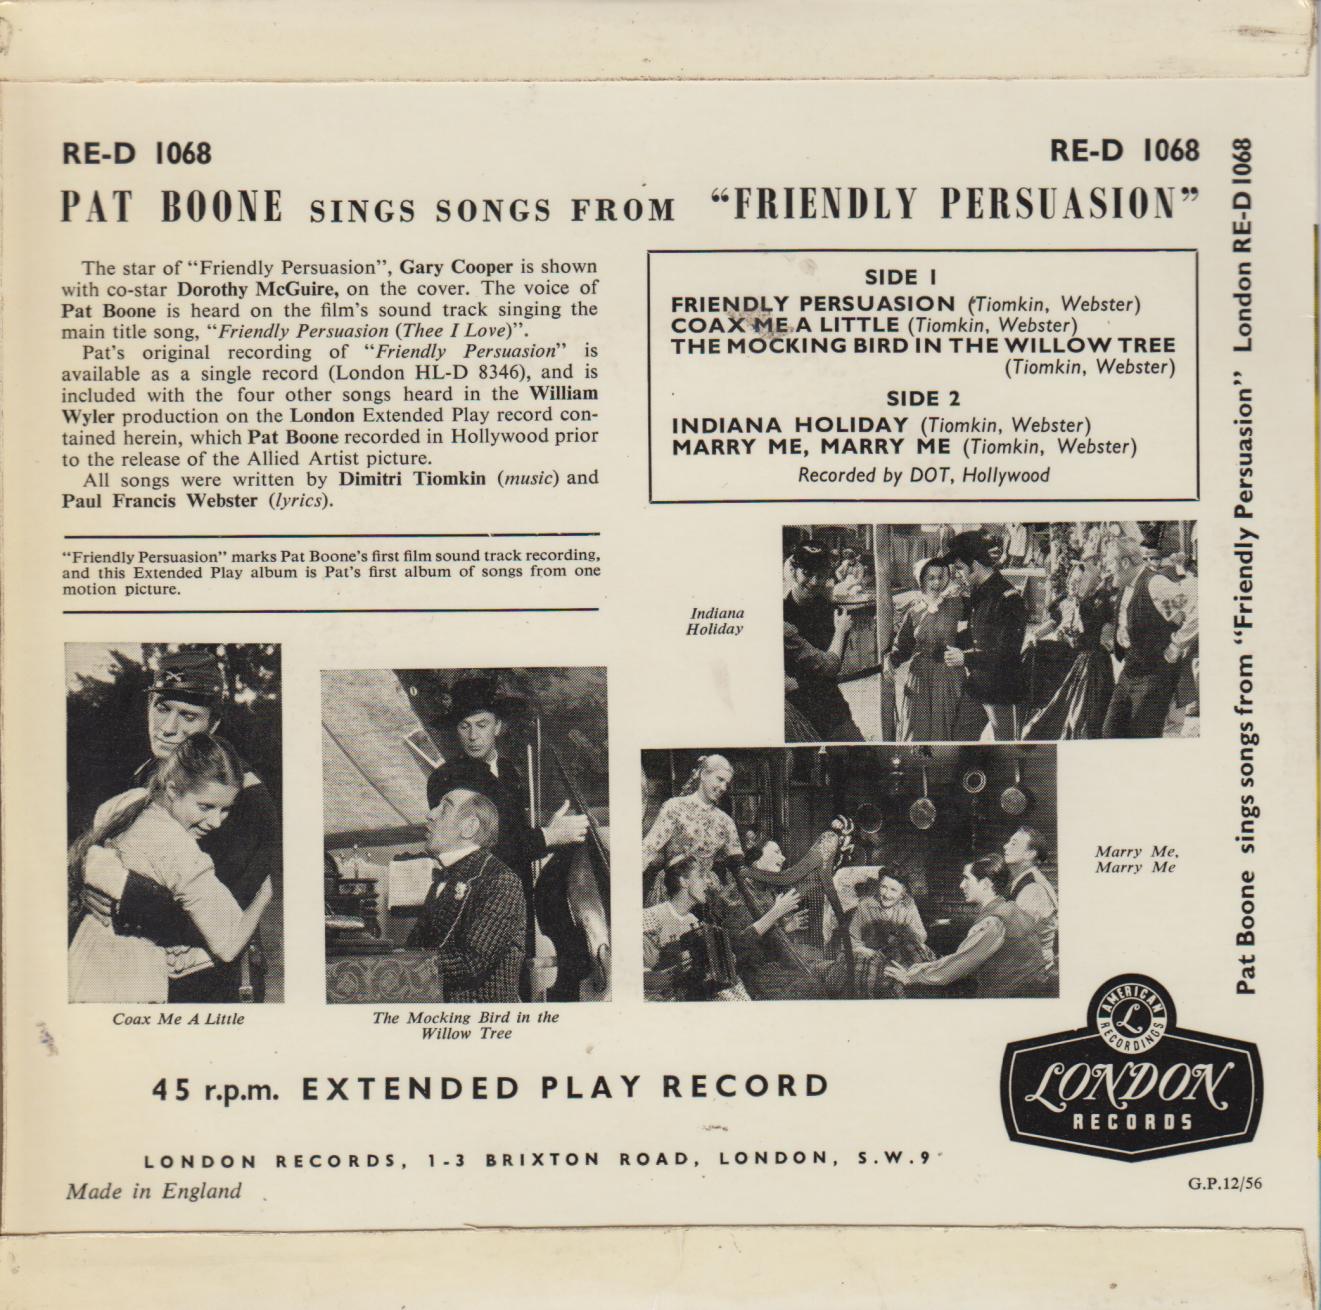 RE-D 1068
RE-D 1068
PAT BOONE SINGS SONGS FROM "FRIENDLY PERSUASION"
The star of "Friendly Persuasion", Gary Cooper is shown
with co-star Dorothy McGuire, on the cover. The voice of
Pat Boone is heard on the film's sound track singing the
main title song, "Friendly Persuasion (Thee I Love)".
Pat's original recording of "Friendly Persuasion" is
available as a single record (London HL-D 8346), and is
included with the four other songs heard in the William
Wyler production on the London Extended Play record con-
tained herein, which Pat Boone recorded in Hollywood prior
to the release of the Allied Artist picture.
All songs were written by Dimitri Tiomkin (music) and
Paul Francis Webster (lyrics).
"Friendly Persuasion" marks Pat Boone's first film sound track recording,
and this Extended Play album is Pat's first album of songs from one
motion picture.
SIDE 1
FRIENDLY PERSUASION (Tiomkin, Webster)
COAX ME A LITTLE (Tiomkin, Webster)
THE MOCKING BIRD IN THE WILLOW TREE
(Tiomkin, Webster)
SIDE 2
INDIANA HOLIDAY (Tiomkin, Webster)
MARRY ME, MARRY ME (Tiomkin, Webster)
Recorded by DOT, Hollywood
Indiana
Holiday
Marry Me,
Marry Me
Coax Me A Little
The Mocking Bird in the
Willow Tree
45 r.p.m. EXTENDED PLAY RECORD
LONDON RECORDS, 1-3 BRIXTON ROAD, LONDON, S.W.9
Made in England
AMERICAN
L
RECORDINGS
LONDON
RECORDS
G.P.12/56
Pat Boone sings songs from "Friendly Persuasion" London RE-D 1068